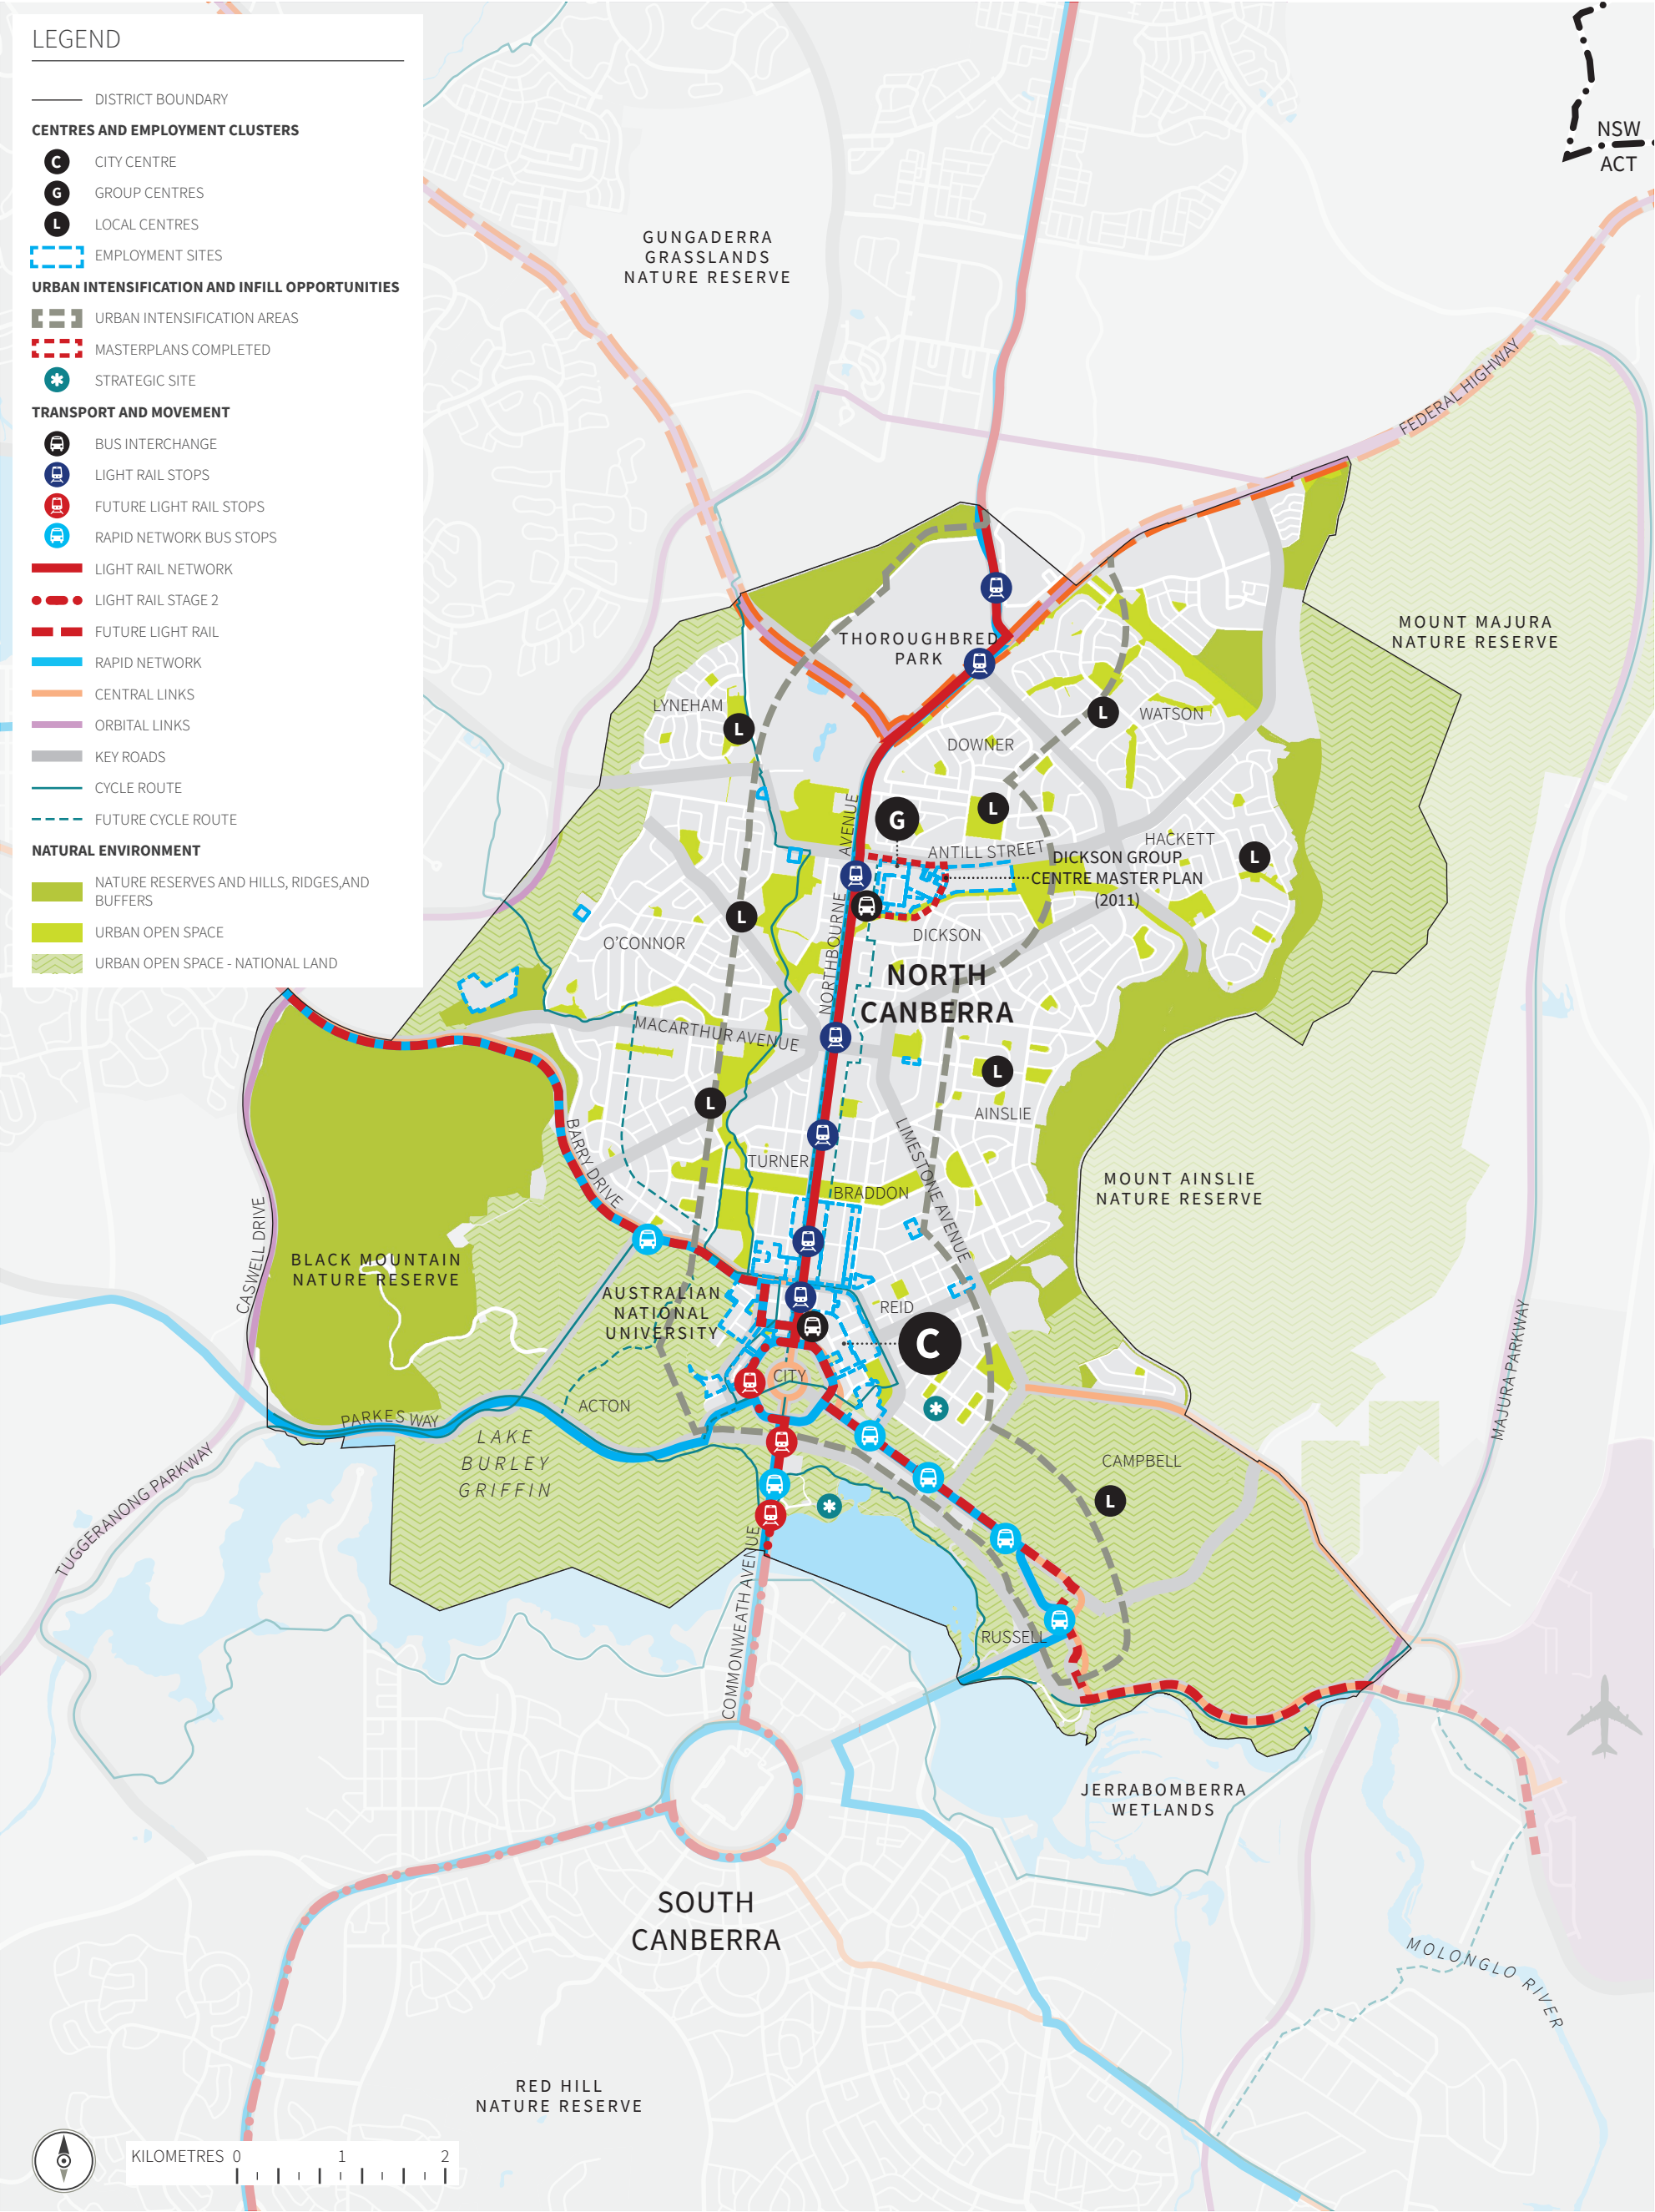 LEGEND
DISTRICT BOUNDARY
CENTRES AND EMPLOYMENT CLUSTERS
C
CITY CENTRE
G
GROUP CENTRES
L
LOCAL CENTRES
EMPLOYMENT SITES
URBAN INTENSIFICATION AND INFILL OPPORTUNITIES
URBAN INTENSIFICATION AREAS
MASTERPLANS COMPLETED
STRATEGIC SITE
TRANSPORT AND MOVEMENT
BUS INTERCHANGE
LIGHT RAIL STOPS
FUTURE LIGHT RAIL STOPS
RAPID NETWORK BUS STOPS
LIGHT RAIL NETWORK
LIGHT RAIL STAGE 2
FUTURE LIGHT RAIL
RAPID NETWORK
CENTRAL LINKS
ORBITAL LINKS
KEY ROADS
CYCLE ROUTE
FUTURE CYCLE ROUTE
NATURAL ENVIRONMENT
NATURE RESERVES AND HILLS, RIDGES,AND
BUFFERS
URBAN OPEN SPACE
URBAN OPEN SPACE - NATIONAL LAND
NSW
ACT
GUNGADERRA
GRASSLANDS
NATURE RESERVE
FEDERAL HIGHWAY
MOUNT MAJURA
NATURE RESERVE
THOROUGHBRED
PARK
LYNEHAM
L
L
WATSON
DOWNER
L
G
AVENUE
ANTILL STREET
HACKETT
L
DICKSON GROUP
CENTRE MASTER PLAN
(2011)
L
O'CONNOR
DICKSON
NORTHBOURNE
NORTH
CANBERRA
MACARTHUR AVENUE
L
AINSLIE
L
BARRY DRIVE
TURNER
LIMESTONE AVENUE
BRADDON
MOUNT AINSLIE
NATURE RESERVE
CASWELL DRIVE
BLACK MOUNTAIN
NATURE RESERVE
AUSTRALIAN
NATIONAL
UNIVERSITY
REID
C
CITY
ACTON
PARKES WAY
LAKE
BURLEY
GRIFFIN
MAJURA PARKWAY
CAMPBELL
L
TUGGERANONG PARKWAY
COMMONWEATH AVENUE
RUSSELL
JERRABOMBERRA
WETLANDS
SOUTH
CANBERRA
MOLONGLO RIVER
RED HILL
NATURE RESERVE
KILOMETRES 0 1 2